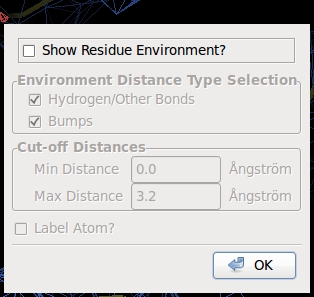 Show Residue Environment?
Environment Distance Type Selection
Hydrogen/Other Bonds
Bumps
Cut-off Distances
Min Distance 0.0 Ångström
Max Distance 3.2 Ångström
Label Atom?
OK